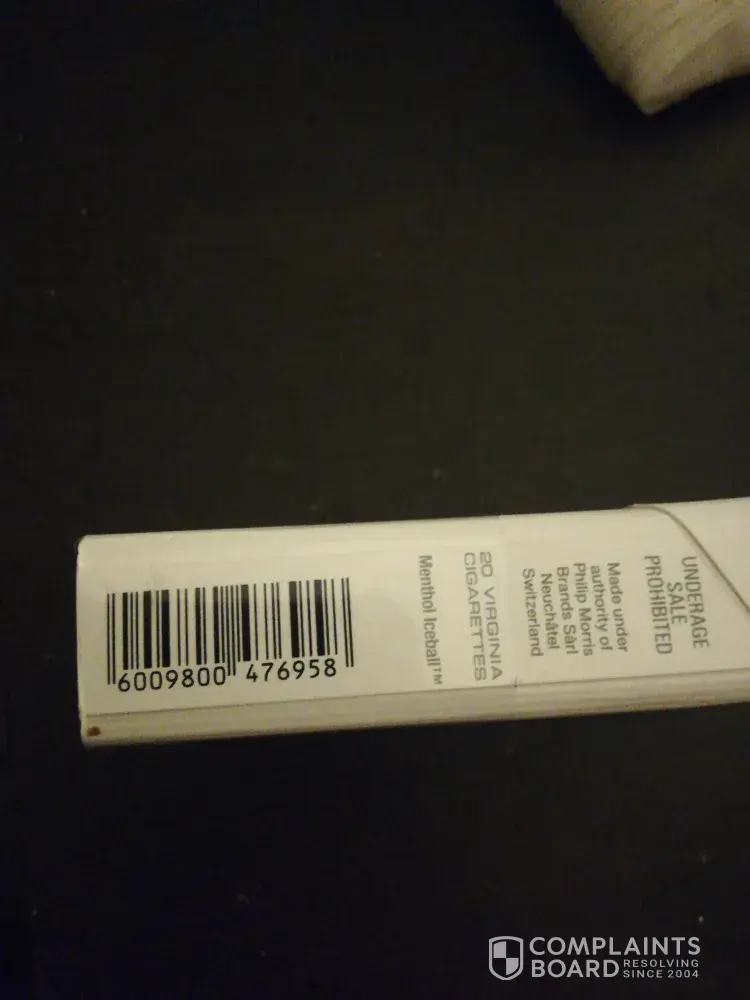 6009800 476958
Menthol Iceball™
20 VIRGINIA
CIGARETTES
Made under
authority of
Philip Morris
Brands Sàrl
Neuchâtel
Switzerland
UNDERAGE
SALE
PROHIBITED
COMPLAINTS
BOARD RESOLVING
SINCE 2004